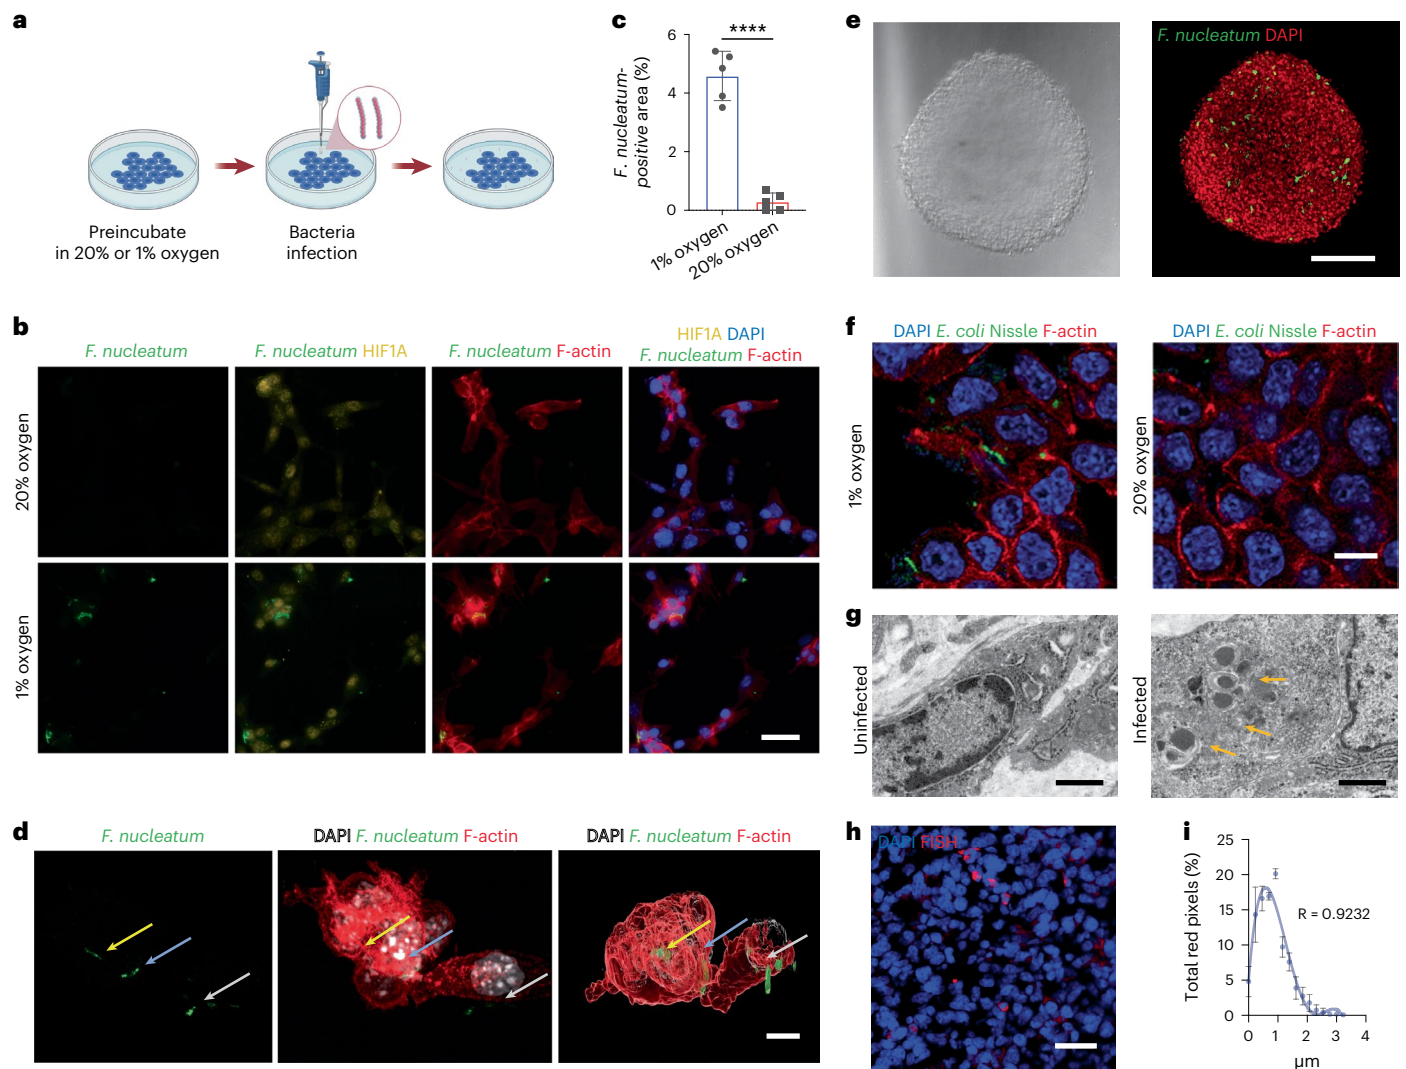 a
Preincubate
in 20% or 1% oxygen
Bacteria
infection
c
F. nucleatum-
positive area (%)
6
4
2
0
****
1% oxygen
20% oxygen
e
F. nucleatum DAPI
b
F. nucleatum
F. nucleatum HIF1A
F. nucleatum F-actin
HIF1A DAPI
F. nucleatum F-actin
20% oxygen
1% oxygen
f
DAPI E. coli Nissle F-actin
DAPI E. coli Nissle F-actin
1% oxygen
20% oxygen
g
Uninfected
Infected
d
F. nucleatum
DAPI F. nucleatum F-actin
DAPI F. nucleatum F-actin
h
DAPI FISH
i
Total red pixels (%)
25
20
15
10
5
0
R = 0.9232
0 1 2 3 4
µm